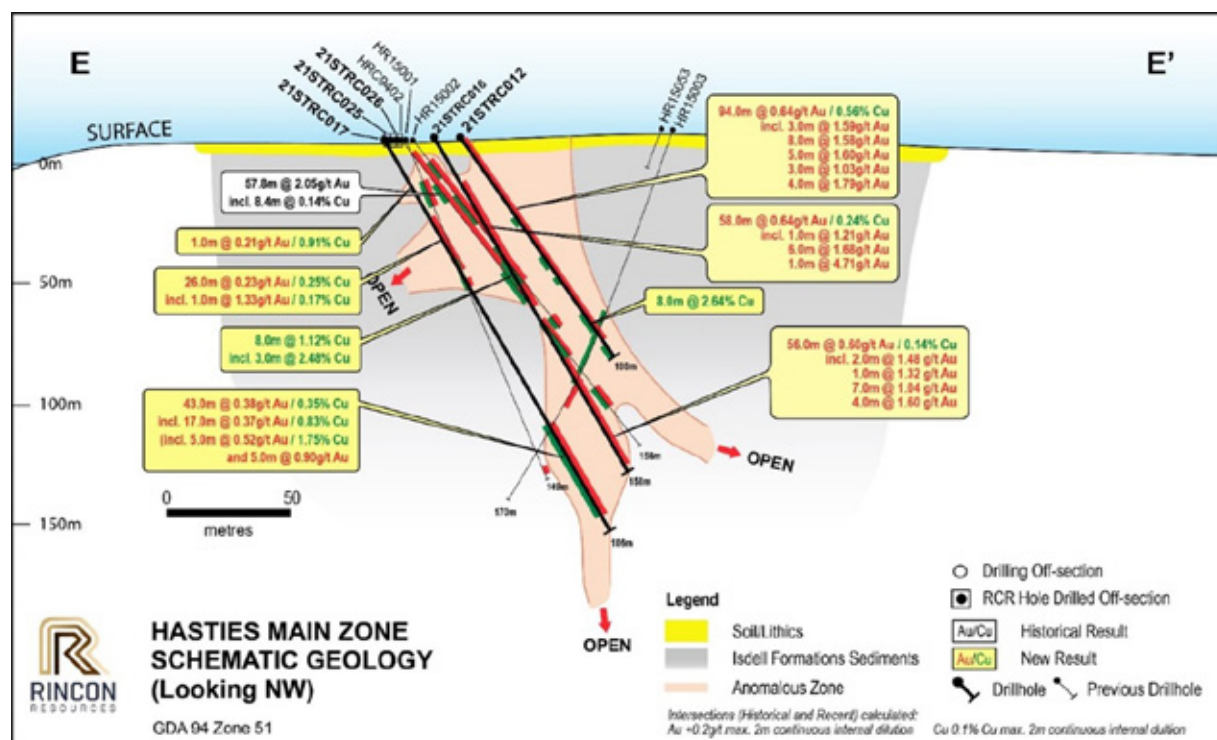 E
E'
SURFACE
21STRC017
21STRC025
21STRC026
HRC9402
HR15001
HR15002
21STRC016
21STRC012
HR15053
HR15003
0m
50m
100m
150m
57.8m @ 2.05g/t Au
incl. 8.4m @ 0.14% Cu
1.0m @ 0.21g/t Au / 0.91% Cu
26.0m @ 0.23g/t Au / 0.25% Cu
incl. 1.0m @ 1.33g/t Au / 0.17% Cu
8.0m @ 1.12% Cu
incl. 3.0m @ 2.48% Cu
43.0m @ 0.38g/t Au / 0.35% Cu
incl. 17.0m @ 0.37g/t Au / 0.83% Cu
(incl. 5.0m @ 0.52g/t Au / 1.75% Cu
and 5.0m @ 0.90g/t Au
94.0m @ 0.64g/t Au / 0.56% Cu
incl. 3.0m @ 1.59g/t Au
8.0m @ 1.58g/t Au
5.0m @ 1.60g/t Au
3.0m @ 1.03g/t Au
4.0m @ 1.79g/t Au
58.0m @ 0.64g/t Au / 0.24% Cu
incl. 1.0m @ 1.21g/t Au
6.0m @ 1.68g/t Au
1.0m @ 4.71g/t Au
8.0m @ 2.64% Cu
56.0m @ 0.60g/t Au / 0.14% Cu
incl. 2.0m @ 1.48 g/t Au
1.0m @ 1.32 g/t Au
7.0m @ 1.04 g/t Au
4.0m @ 1.60 g/t Au
OPEN
100m
156m
158m
149m
170m
OPEN
OPEN
0 50
metres
RINCON
RESOURCES
HASTIES MAIN ZONE
SCHEMATIC GEOLOGY
(Looking NW)
GDA 94 Zone 51
Legend
Soil/Lithics
Isdell Formations Sediments
Anomalous Zone
Drilling Off-section
RCR Hole Drilled Off-section
Au/Cu Historical Result
Au/Cu New Result
Drillhole Previous Drillhole
Intersections (Historical and Recent) calculated:
Au +0.2g/t max. 2m continuous internal dilution Cu 0.1% Cu max. 2m continuous internal dultion